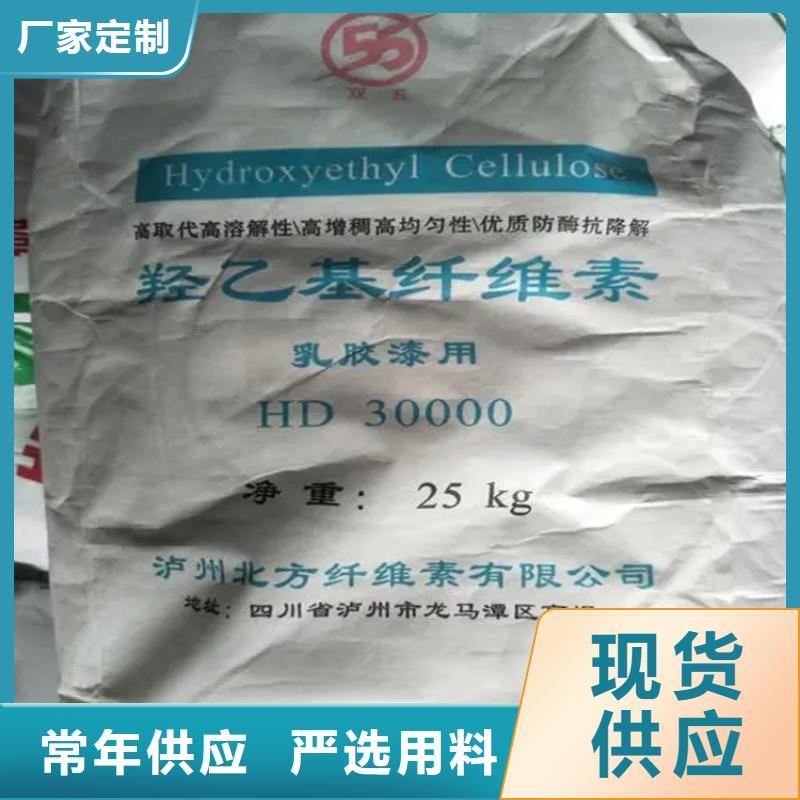 厂家定制
55
双五
Hydroxyethyl Cellulose
高取代高溶解性\高增稠高均匀性\优质防酶抗降解
羟乙基纤维素
乳胶漆用
HD 30000
净重: 25 kg
泸州北方纤维素有限公司
地址:四川省泸州市龙马潭区
现货
供应
常年供应 严选用料